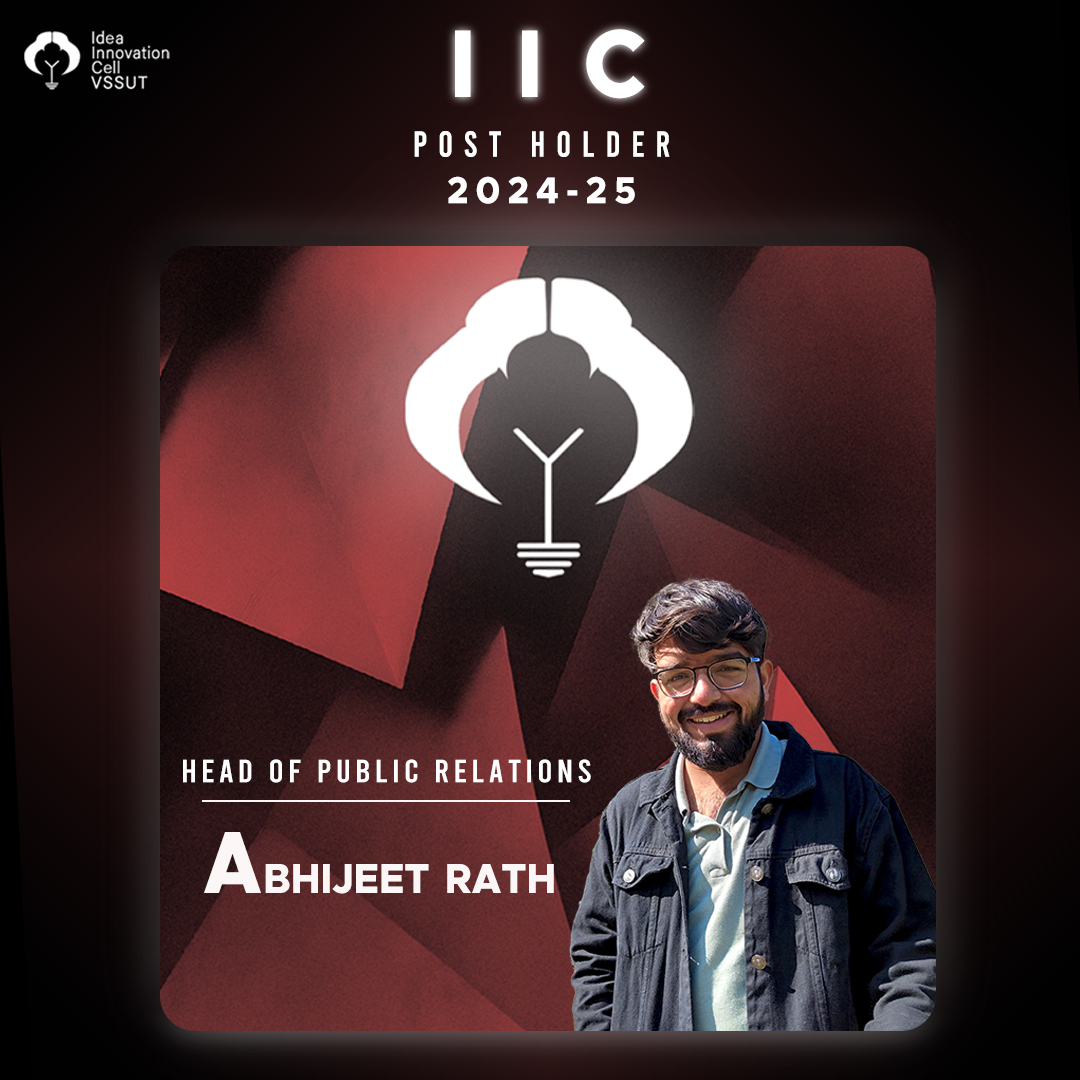 Idea
Innovation
Cell
VSSUT
IIC
POST HOLDER
2024-25
HEAD OF PUBLIC RELATIONS
ABHIJEET RATH